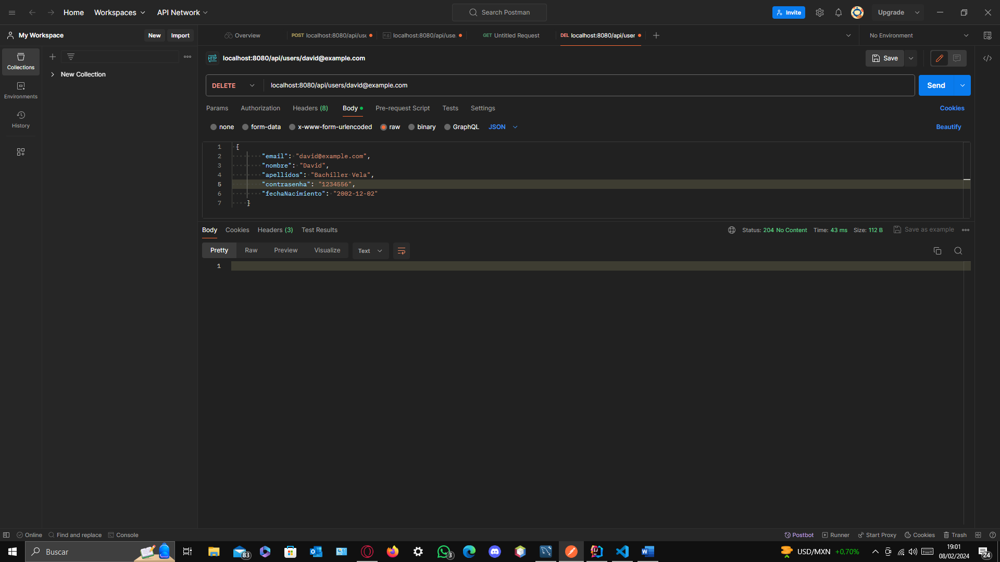 Home
Workspaces
API Network
Search Postman
Invite
Upgrade
My Workspace
New
Import
Overview
POST localhost:8080/api/use
localhost:8080/api/use.
GET Untitled Request
DEL localhost:8080/api/user
No Environment
Collections
New Collection
HTTP localhost:8080/api/users/david@example.com
Save
Environments
History
DELETE
localhost:8080/api/users/david@example.com
Send
Params
Authorization
Headers (8)
Body
Pre-request Script
Tests
Settings
Cookies
none
form-data
x-www-form-urlencoded
raw
binary
GraphQL
JSON
Beautify
1 {
2 "email": "david@example.com",
3 "nombre": "David",
4 "apellidos": "Bachiller Vela",
5 "contrasenha": "1234556",
6 "fechaNacimiento": "2002-12-02"
7 }
Body
Cookies
Headers (3)
Test Results
Status: 204 No Content
Time: 43 ms
Size: 112 B
Save as example
Pretty
Raw
Preview
Visualize
Text
1
Online
Find and replace
Console
Postbot
Runner
Start Proxy
Cookies
Trash
Buscar
83
3
USD/MXN +0,70%
19:01
08/02/2024
24